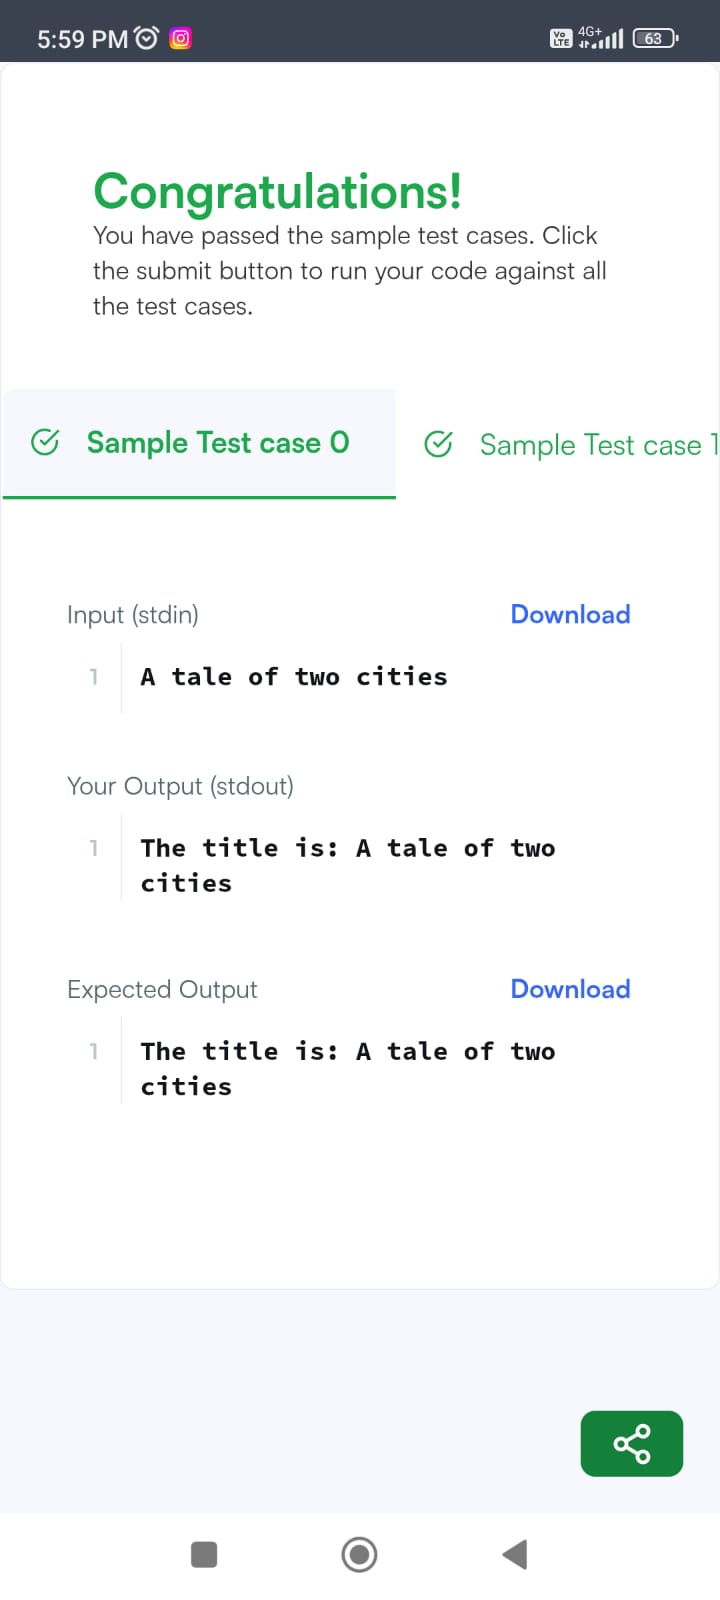 5:59 PM
Vo
LTE
4G+
63
Congratulations!
You have passed the sample test cases. Click
the submit button to run your code against all
the test cases.
Sample Test case 0
Sample Test case 1
Input (stdin)
Download
1
A tale of two cities
Your Output (stdout)
1
The title is: A tale of two
cities
Expected Output
Download
1
The title is: A tale of two
cities